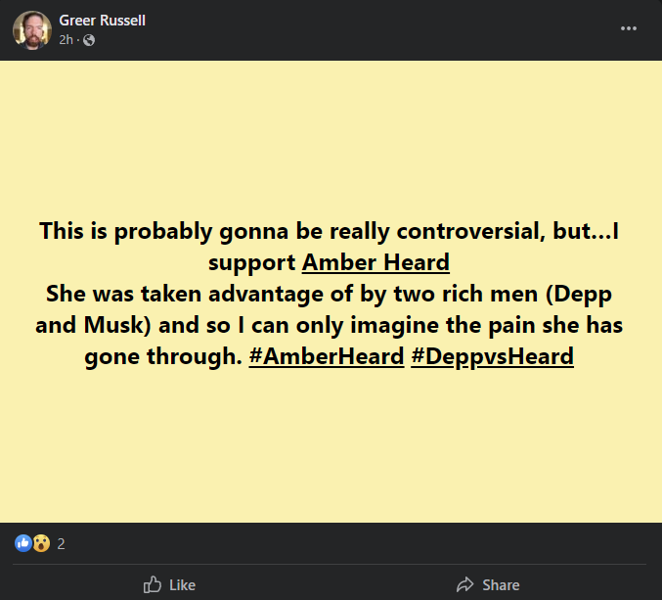 Greer Russell
2h ·
This is probably gonna be really controversial, but...I
support Amber Heard
She was taken advantage of by two rich men (Depp
and Musk) and so I can only imagine the pain she has
gone through. #AmberHeard #DeppvsHeard
2
Like
Share